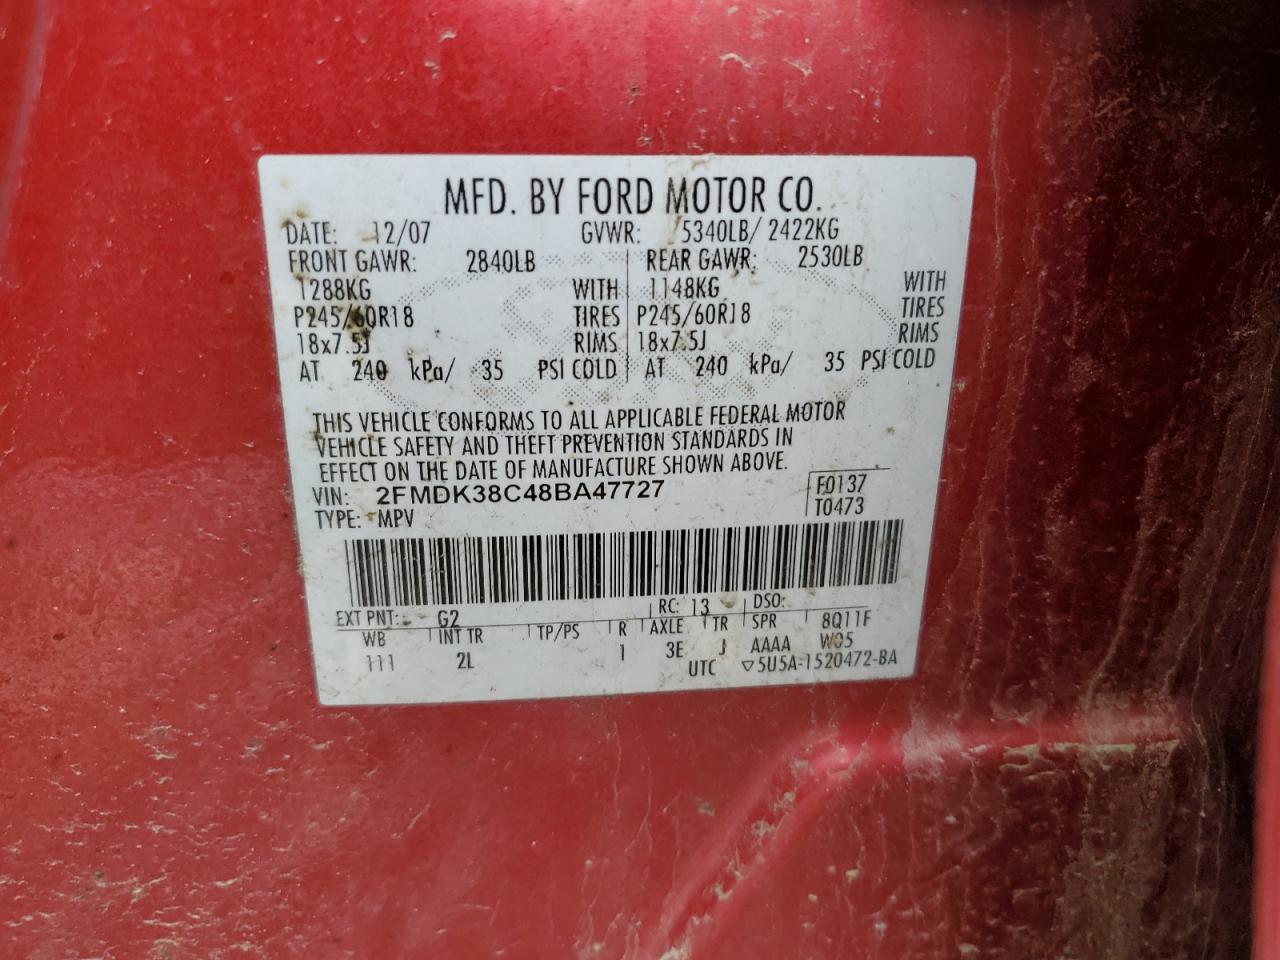 MFD. BY FORD MOTOR CO.
DATE: 12/07 GVWR: 5340LB/ 2422KG
FRONT GAWR: 2840LB REAR GAWR: 2530LB
1288KG WITH 1148KG WITH
P245/60R18 TIRES P245/60R18 TIRES
18x7.5J RIMS 18x7.5J RIMS
AT 240 kPa/ 35 PSI COLD AT 240 kPa/ 35 PSI COLD
THIS VEHICLE CONFORMS TO ALL APPLICABLE FEDERAL MOTOR
VEHICLE SAFETY AND THEFT PREVENTION STANDARDS IN
EFFECT ON THE DATE OF MANUFACTURE SHOWN ABOVE.
VIN: 2FMDK38C48BA47727 F0137
TYPE: MPV T0473
EXT PNT: G2 RC: 13 DSO:
WB INT TR TP/PS R AXLE TR SPR 8Q11F
111 2L 1 3E J AAAA W05
UTC ▽5U5A-1520472-BA